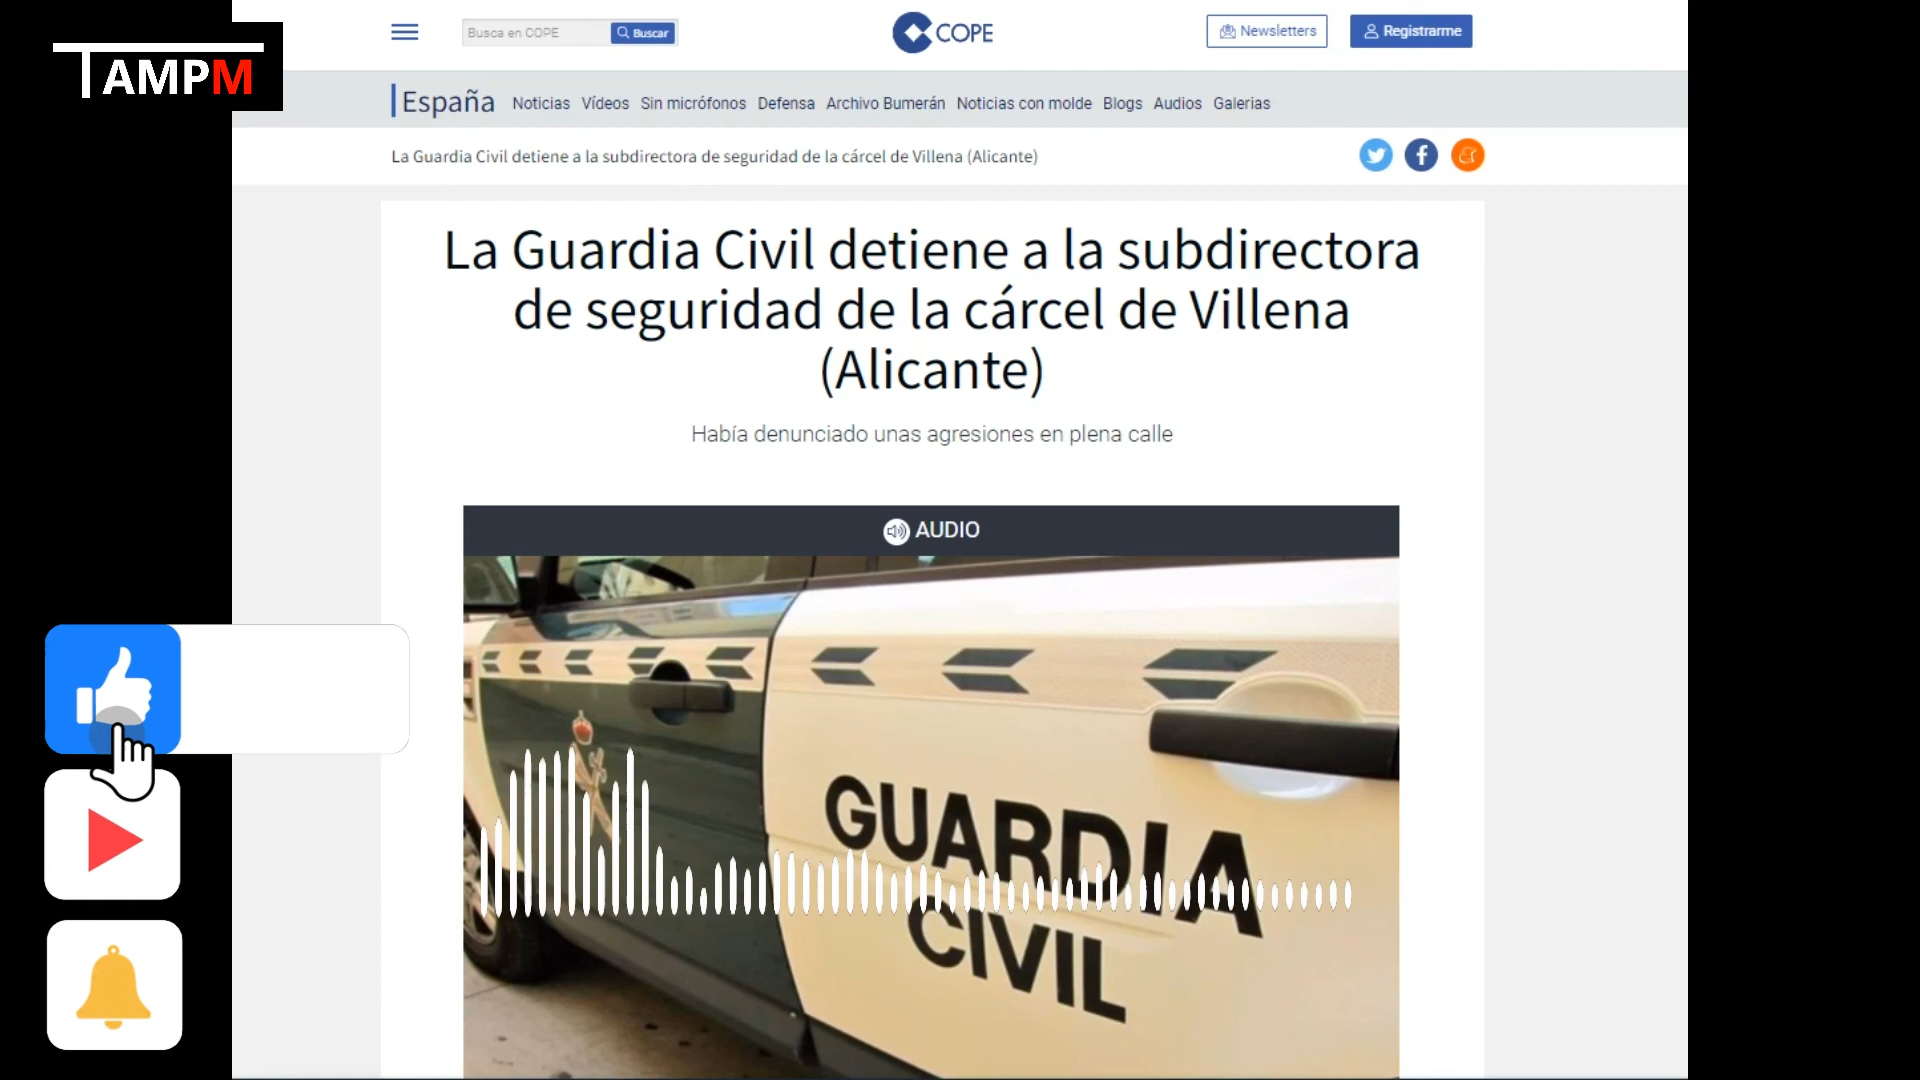 TAMPM
Busca en COPE
Buscar
COPE
Newsletters
Registrarme
España
Noticias Vídeos Sin micrófonos Defensa Archivo Bumerán Noticias con molde Blogs Audios Galerias
La Guardia Civil detiene a la subdirectora de seguridad de la cárcel de Villena (Alicante)
La Guardia Civil detiene a la subdirectora
de seguridad de la cárcel de Villena
(Alicante)
Había denunciado unas agresiones en plena calle
AUDIO
GUARDIA
CIVIL